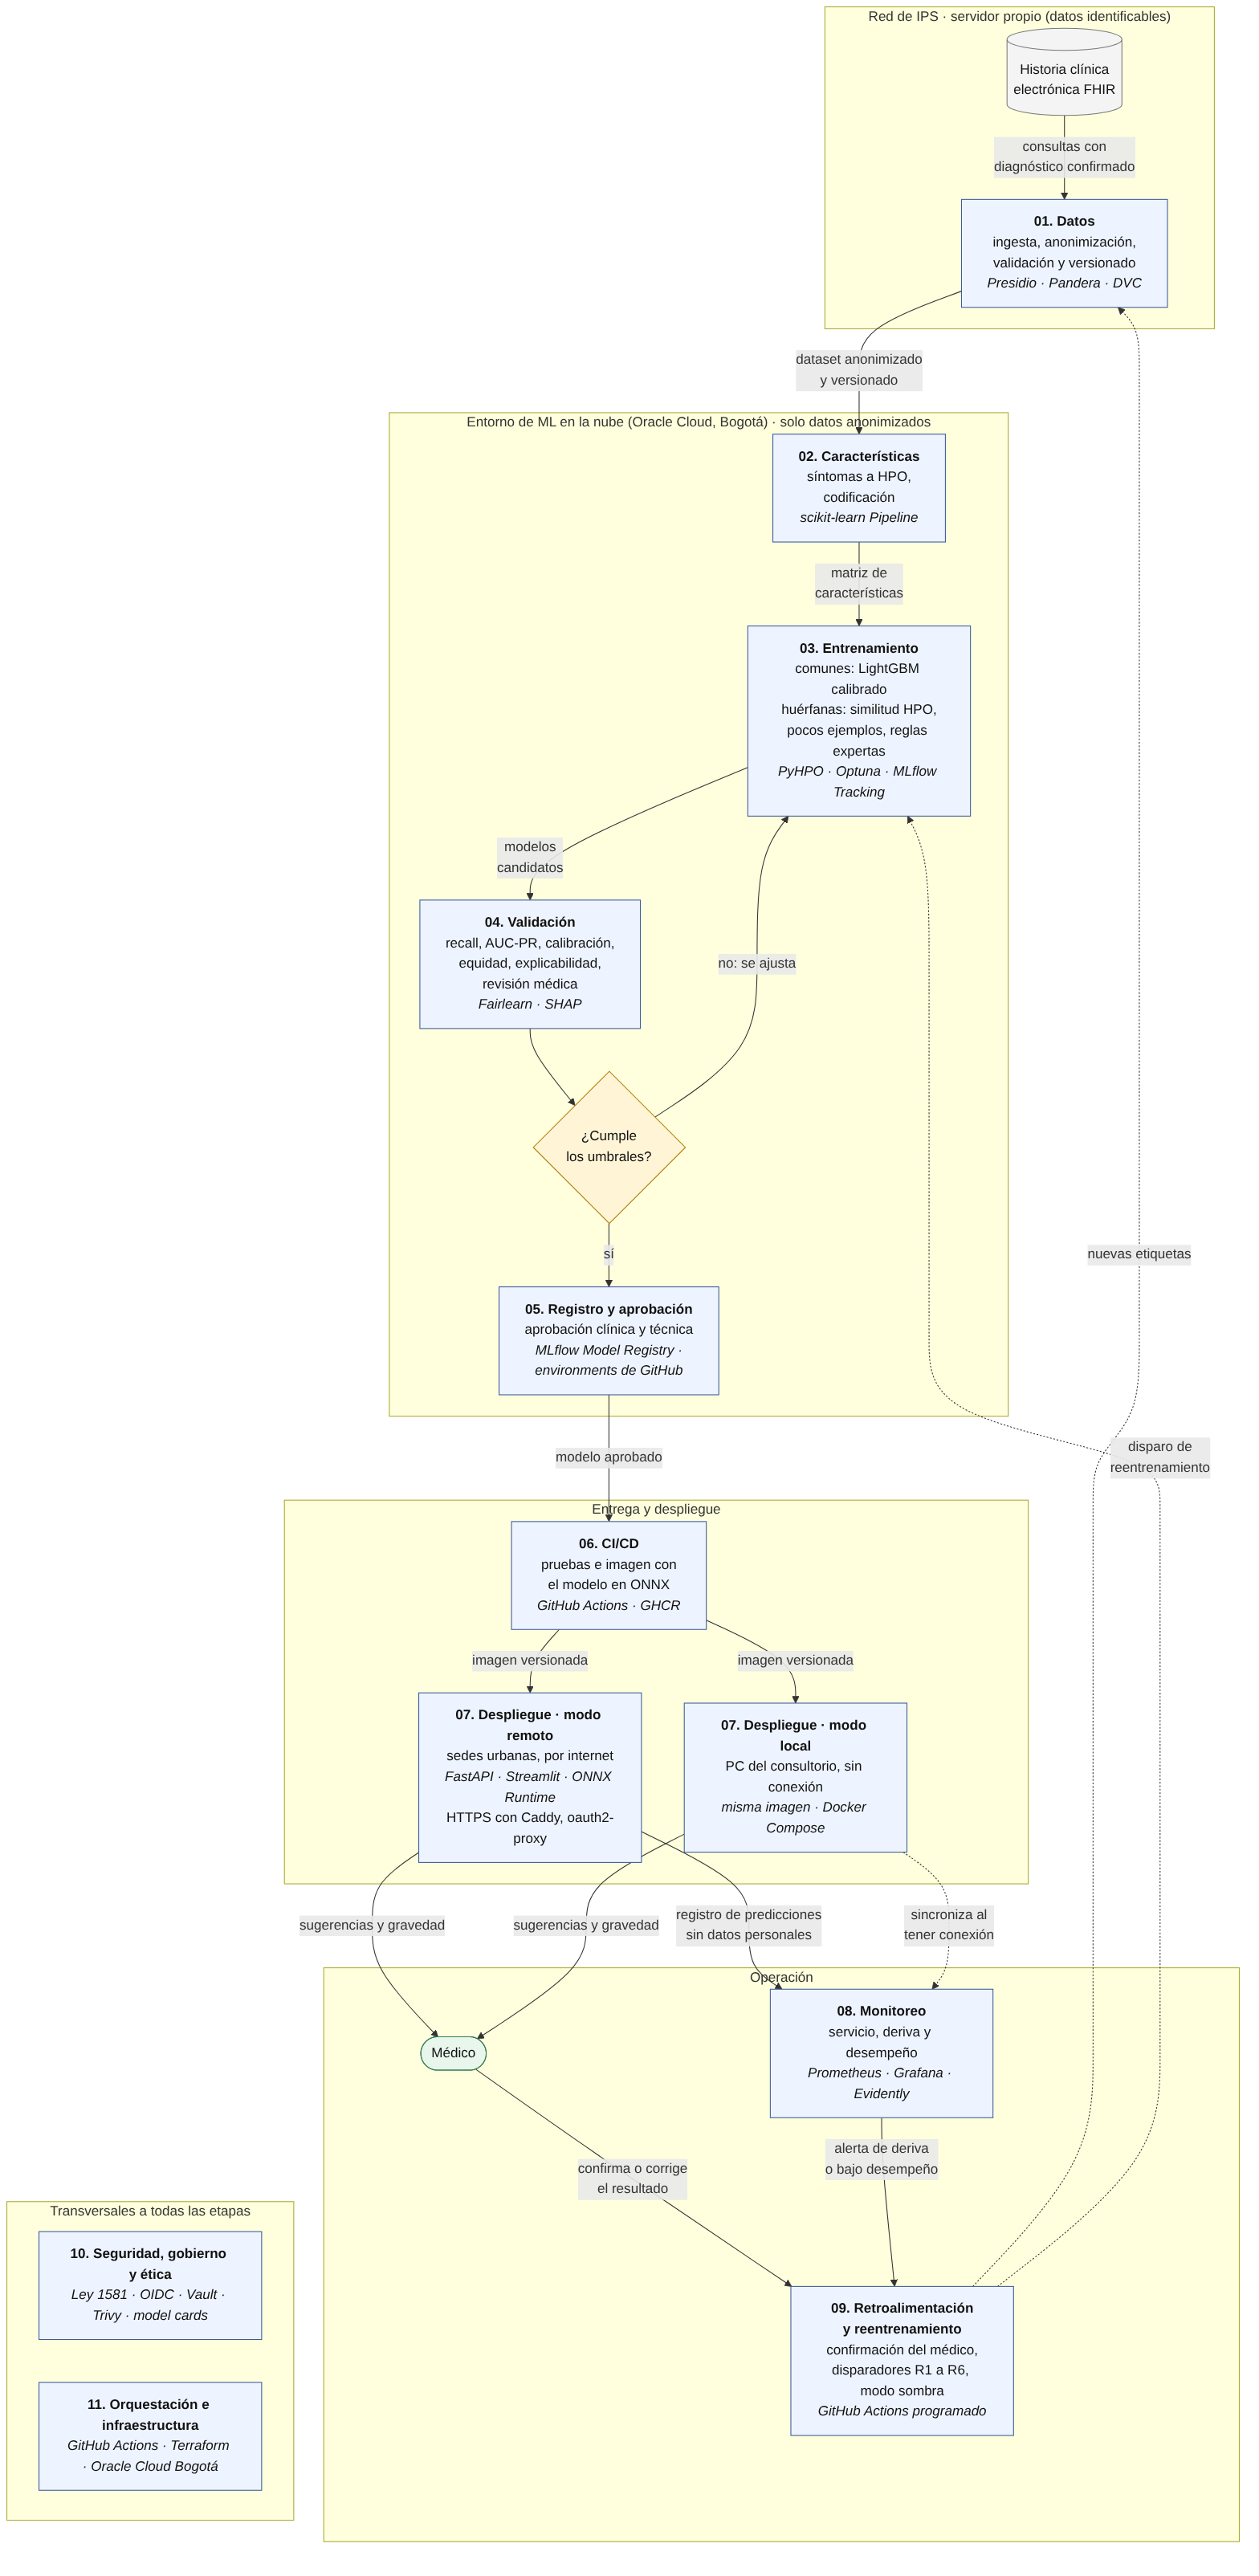 Red de IPS · servidor propio (datos identificables)
Historia clínica
electrónica FHIR
consultas con
diagnóstico confirmado
01. Datos
ingesta, anonimización,
validación y versionado
Presidio · Pandera · DVC
dataset anonimizado
y versionado
Entorno de ML en la nube (Oracle Cloud, Bogotá) · solo datos anonimizados
02. Características
síntomas a HPO,
codificación
scikit-learn Pipeline
matriz de
características
03. Entrenamiento
comunes: LightGBM
calibrado
huérfanas: similitud HPO,
pocos ejemplos, reglas
expertas
PyHPO · Optuna · MLflow
Tracking
modelos
candidatos
04. Validación
recall, AUC-PR, calibración,
equidad, explicabilidad,
revisión médica
Fairlearn · SHAP
no: se ajusta
¿Cumple
los umbrales?
sí
nuevas etiquetas
05. Registro y aprobación
aprobación clínica y técnica
MLflow Model Registry ·
environments de GitHub
modelo aprobado
disparo de
reentrenamiento
Entrega y despliegue
06. CI/CD
pruebas e imagen con
el modelo en ONNX
GitHub Actions · GHCR
imagen versionada
imagen versionada
07. Despliegue · modo
remoto
sedes urbanas, por internet
FastAPI · Streamlit · ONNX
Runtime
HTTPS con Caddy, oauth2-
proxy
07. Despliegue · modo
local
PC del consultorio, sin
conexión
misma imagen · Docker
Compose
sugerencias y gravedad
sugerencias y gravedad
registro de predicciones
sin datos personales
sincroniza al
tener conexión
Operación
Médico
08. Monitoreo
servicio, deriva y
desempeño
Prometheus · Grafana ·
Evidently
confirma o corrige
el resultado
alerta de deriva
o bajo desempeño
Transversales a todas las etapas
10. Seguridad, gobierno
y ética
Ley 1581 · OIDC · Vault ·
Trivy · model cards
09. Retroalimentación
y reentrenamiento
confirmación del médico,
disparadores R1 a R6,
modo sombra
GitHub Actions programado
11. Orquestación e
infraestructura
GitHub Actions · Terraform
· Oracle Cloud Bogotá